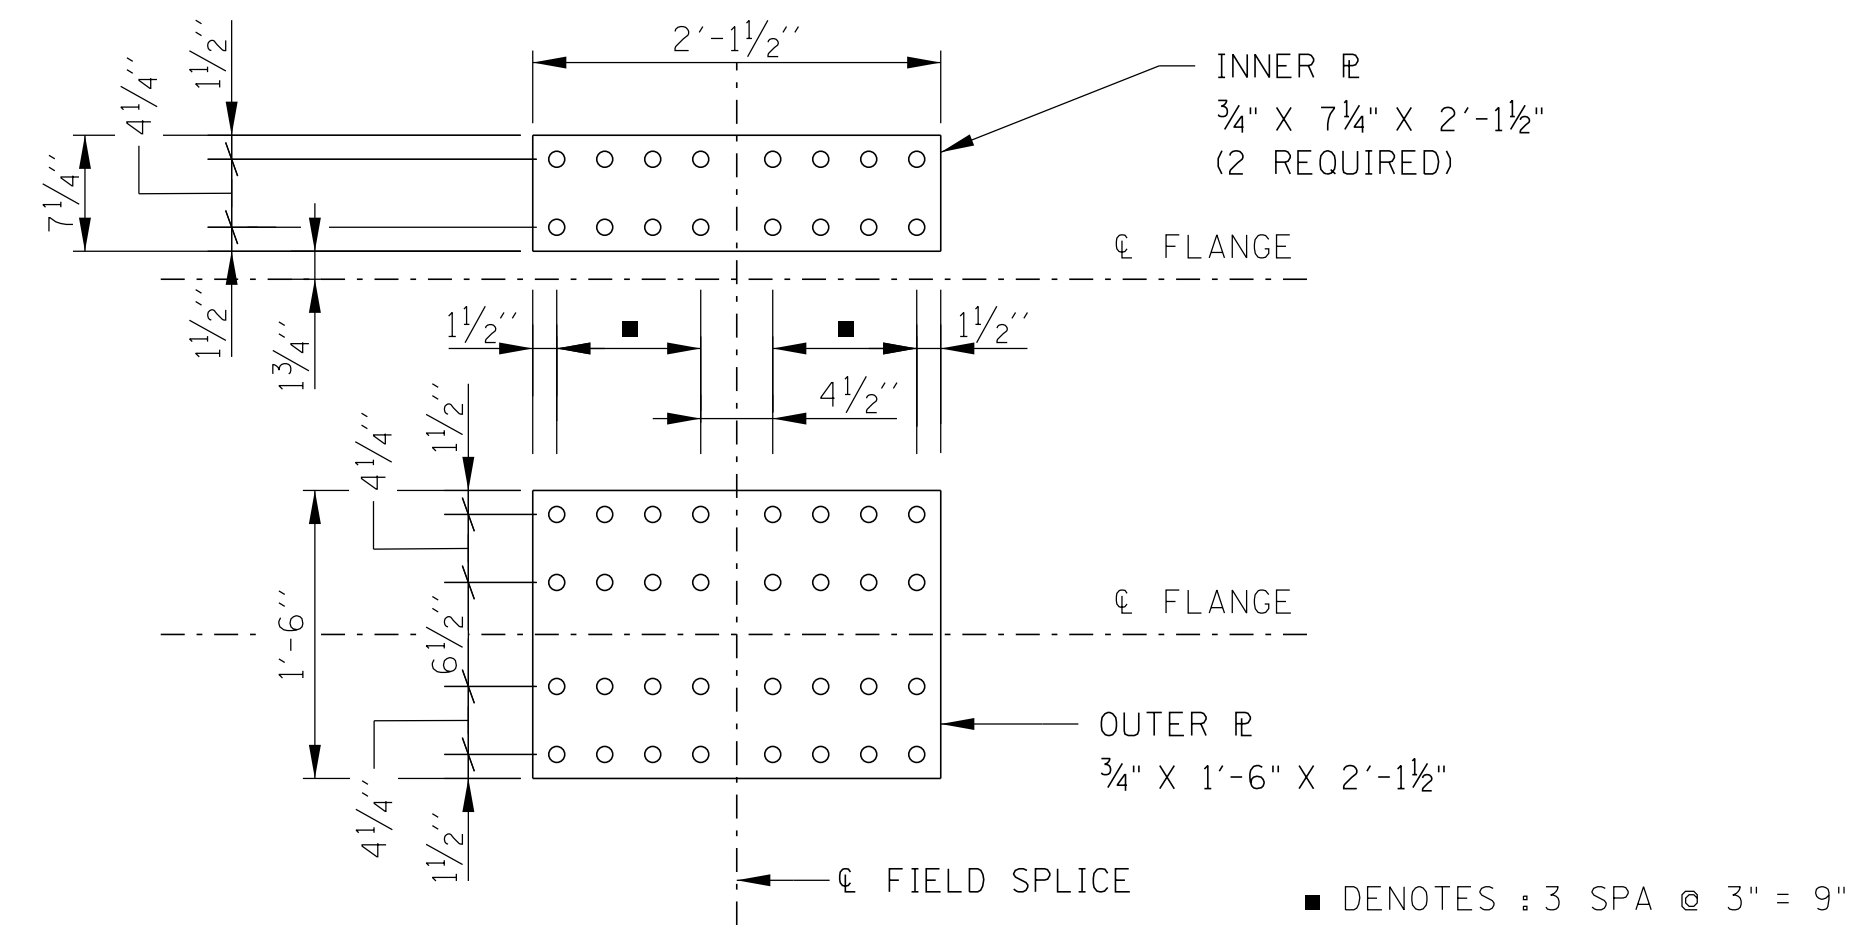 2′-1½′′
1½′′
4¼′′
7¼′′
1½′′
1¾′′
INNER ⅊
¾" X 7¼" X 2′-1½"
(2 REQUIRED)
℄ FLANGE
1½′′
■
■
1½′′
4½′′
1½′′
4¼′′
1′-6′′
6½′′
4¼′′
1½′′
℄ FLANGE
OUTER ⅊
¾" X 1′-6" X 2′-1½"
℄ FIELD SPLICE
■ DENOTES : 3 SPA @ 3" = 9"